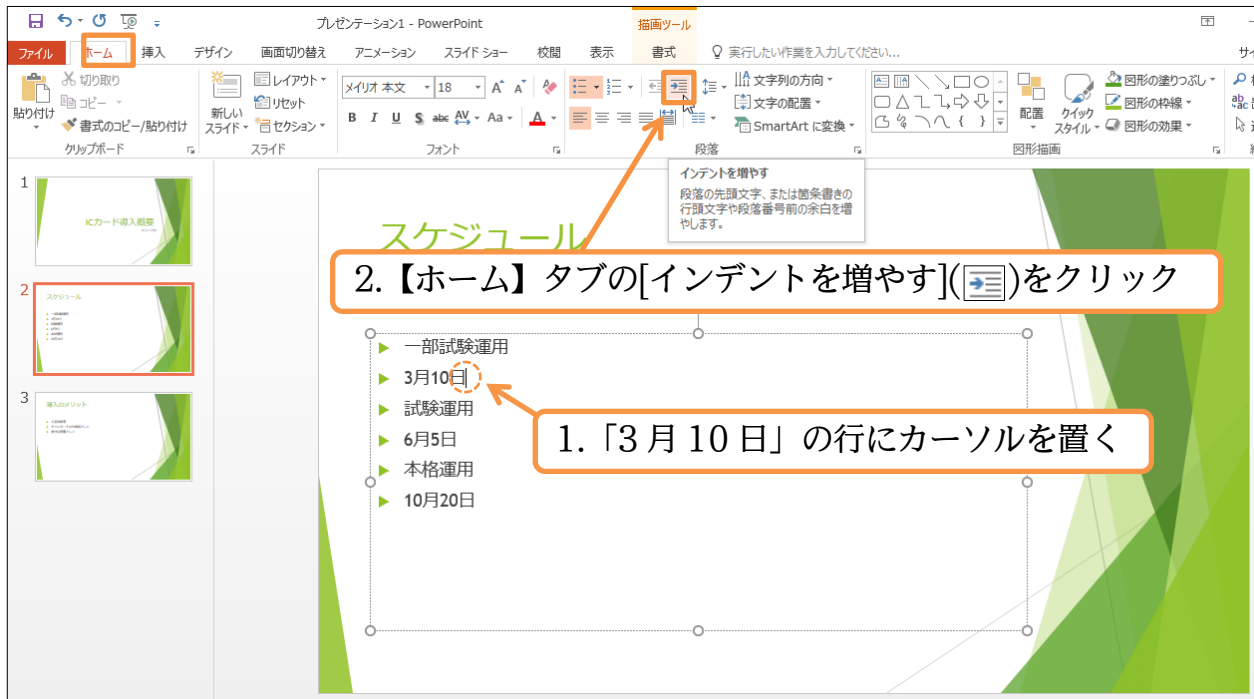 プレゼンテーション1 - PowerPoint
描画ツール
ファイル ホーム 挿入 デザイン 画面切り替え アニメーション スライド ショー 校閲 表示 書式 実行したい作業を入力してください...
貼り付け
切り取り
コピー
書式のコピー/貼り付け
クリップボード
新しい
スライド
レイアウト
リセット
セクション
スライド
メイリオ 本文 18
B I U S abc AV Aa A
フォント
文字列の方向
文字の配置
SmartArt に変換
段落
配置
クイック
スタイル
図形の塗りつぶし
図形の枠線
図形の効果
図形描画
インデントを増やす
段落の先頭文字、または箇条書きの
行頭文字や段落番号前の余白を増
やします。
1
ICカード導入概要
2
スケジュール
3
導入のメリット
スケジュール
2.【ホーム】タブの[インデントを増やす]()をクリック
一部試験運用
3月10日
試験運用
6月5日
本格運用
10月20日
1.「3月10日」の行にカーソルを置く